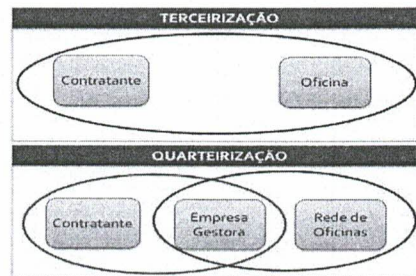 TERCEIRIZAÇÃO
Contratante
Oficina
QUARTEIRIZAÇÃO
Contratante
Empresa
Gestora
Rede de
Oficinas